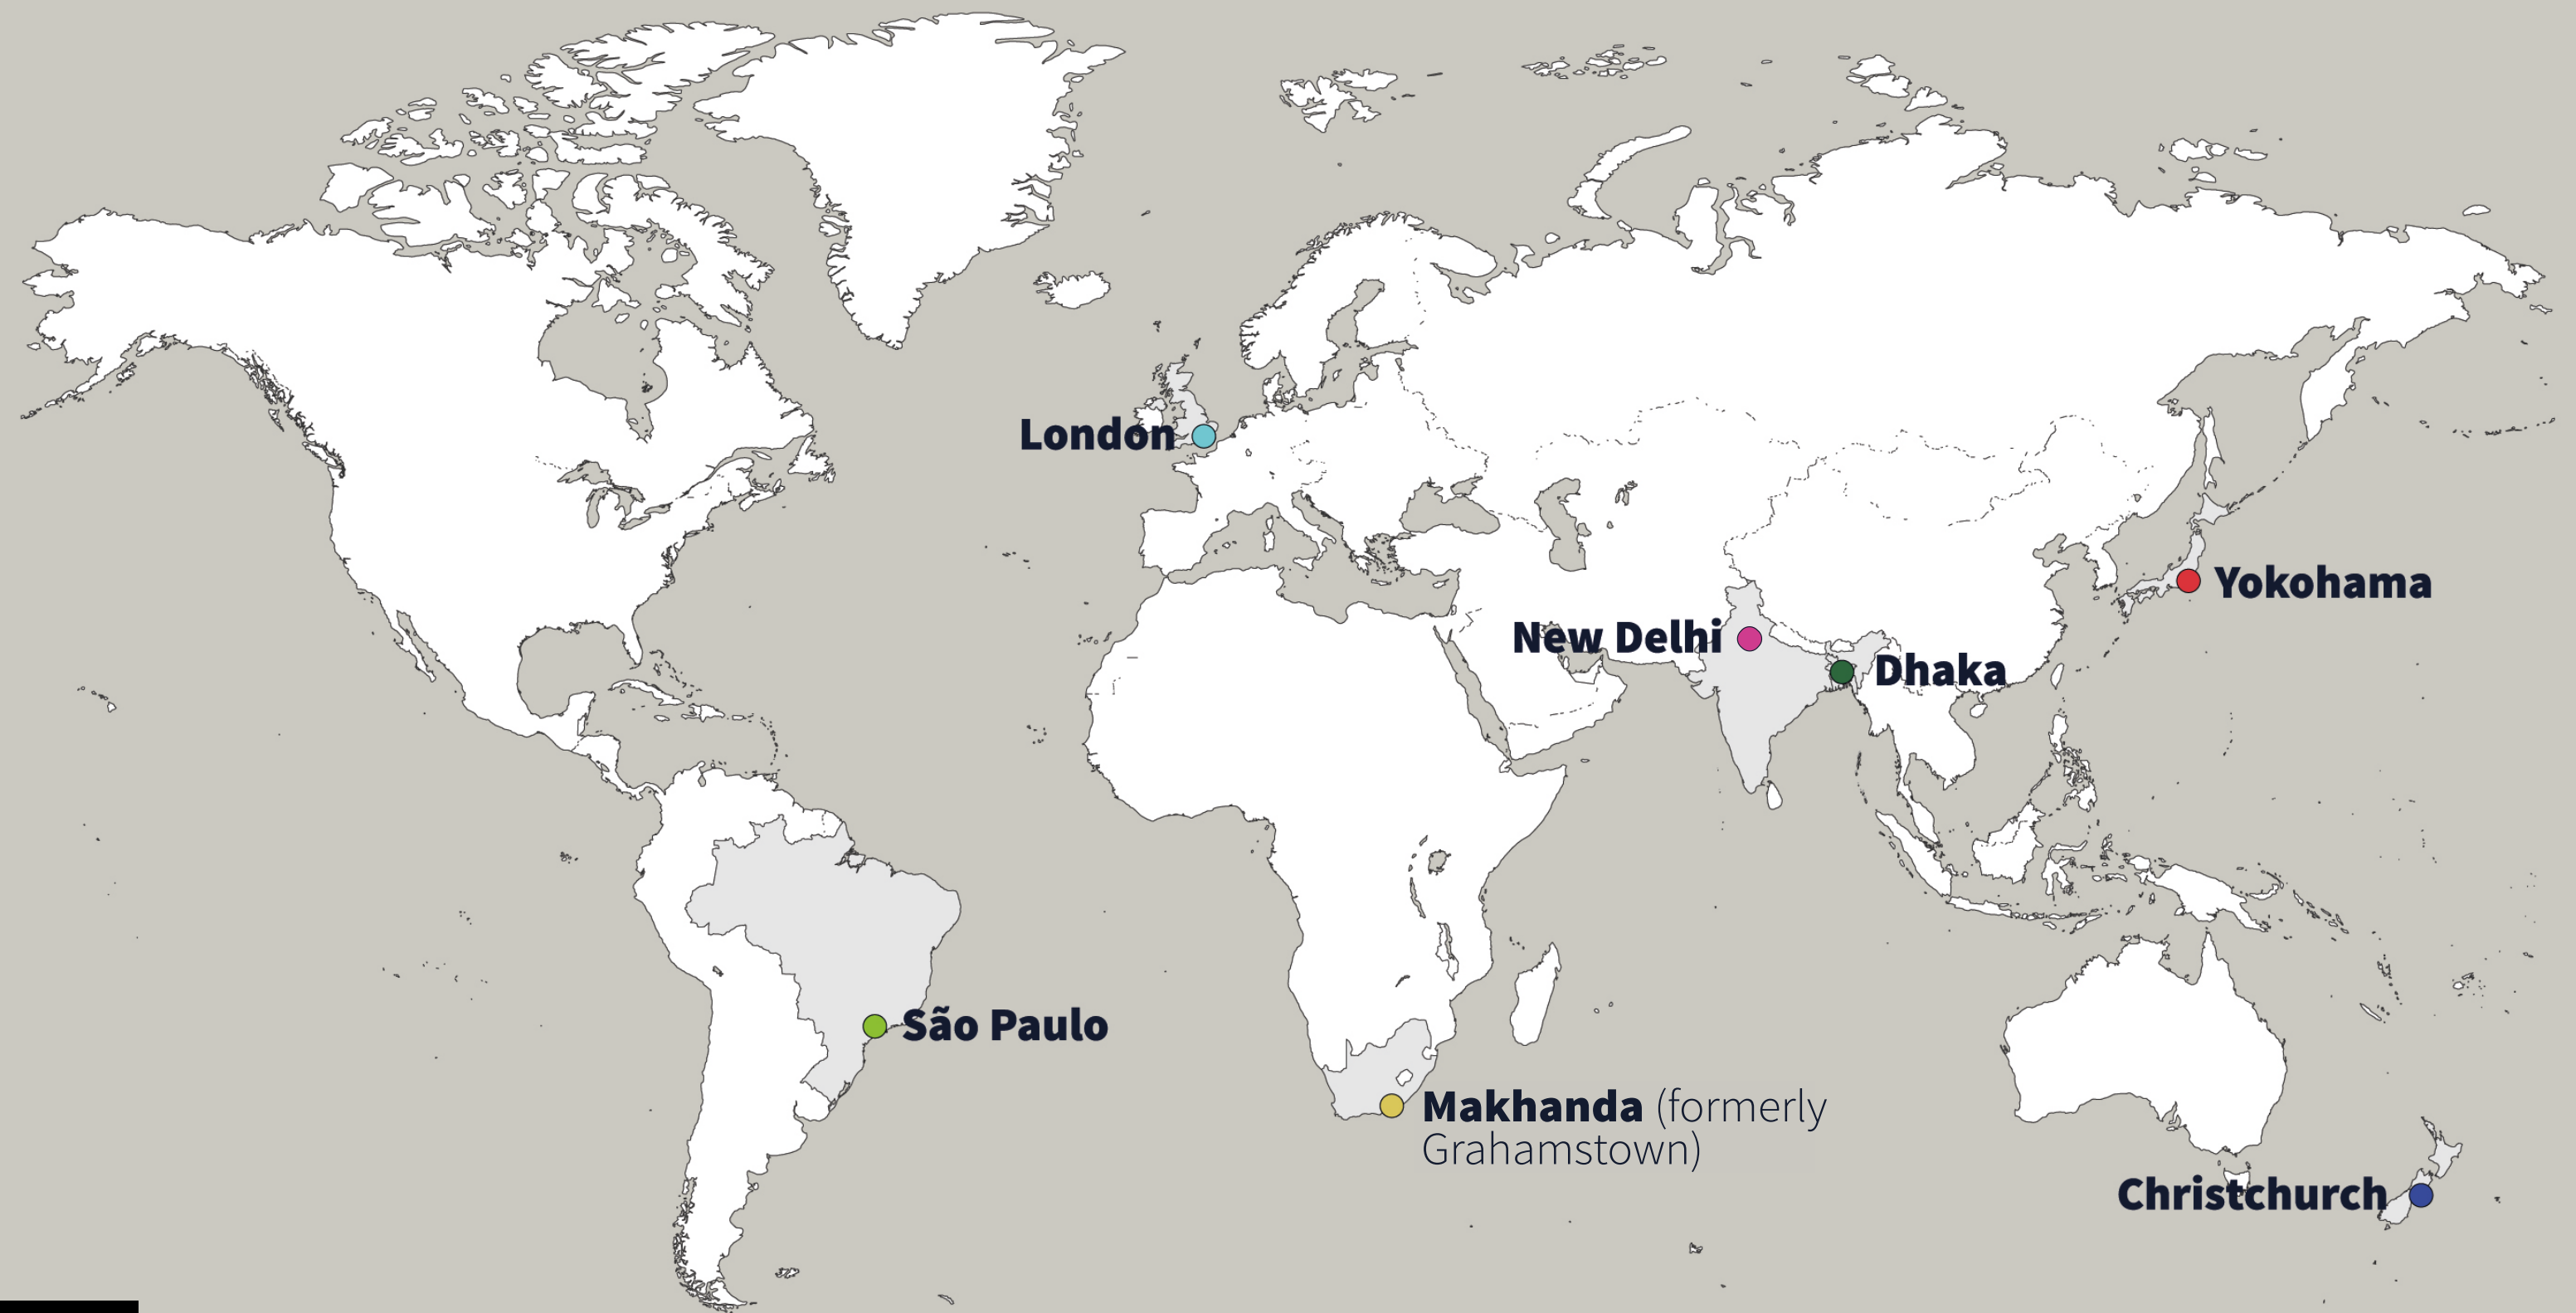 London
Yokohama
New Delhi
Dhaka
São Paulo
Makhanda (formerly
Grahamstown)
Christchurch